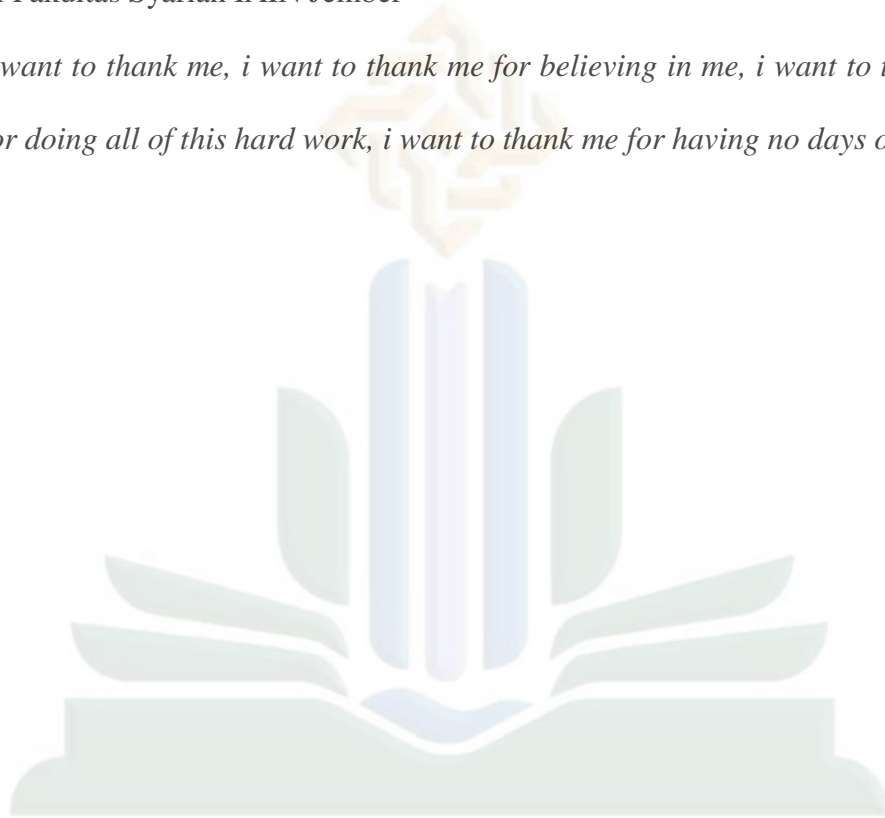 Fakultas Syariah IAIN Jember
want to thank me, i want to thank me for believing in me, i want to
doing all of this hard work, i want to thank me for having no days